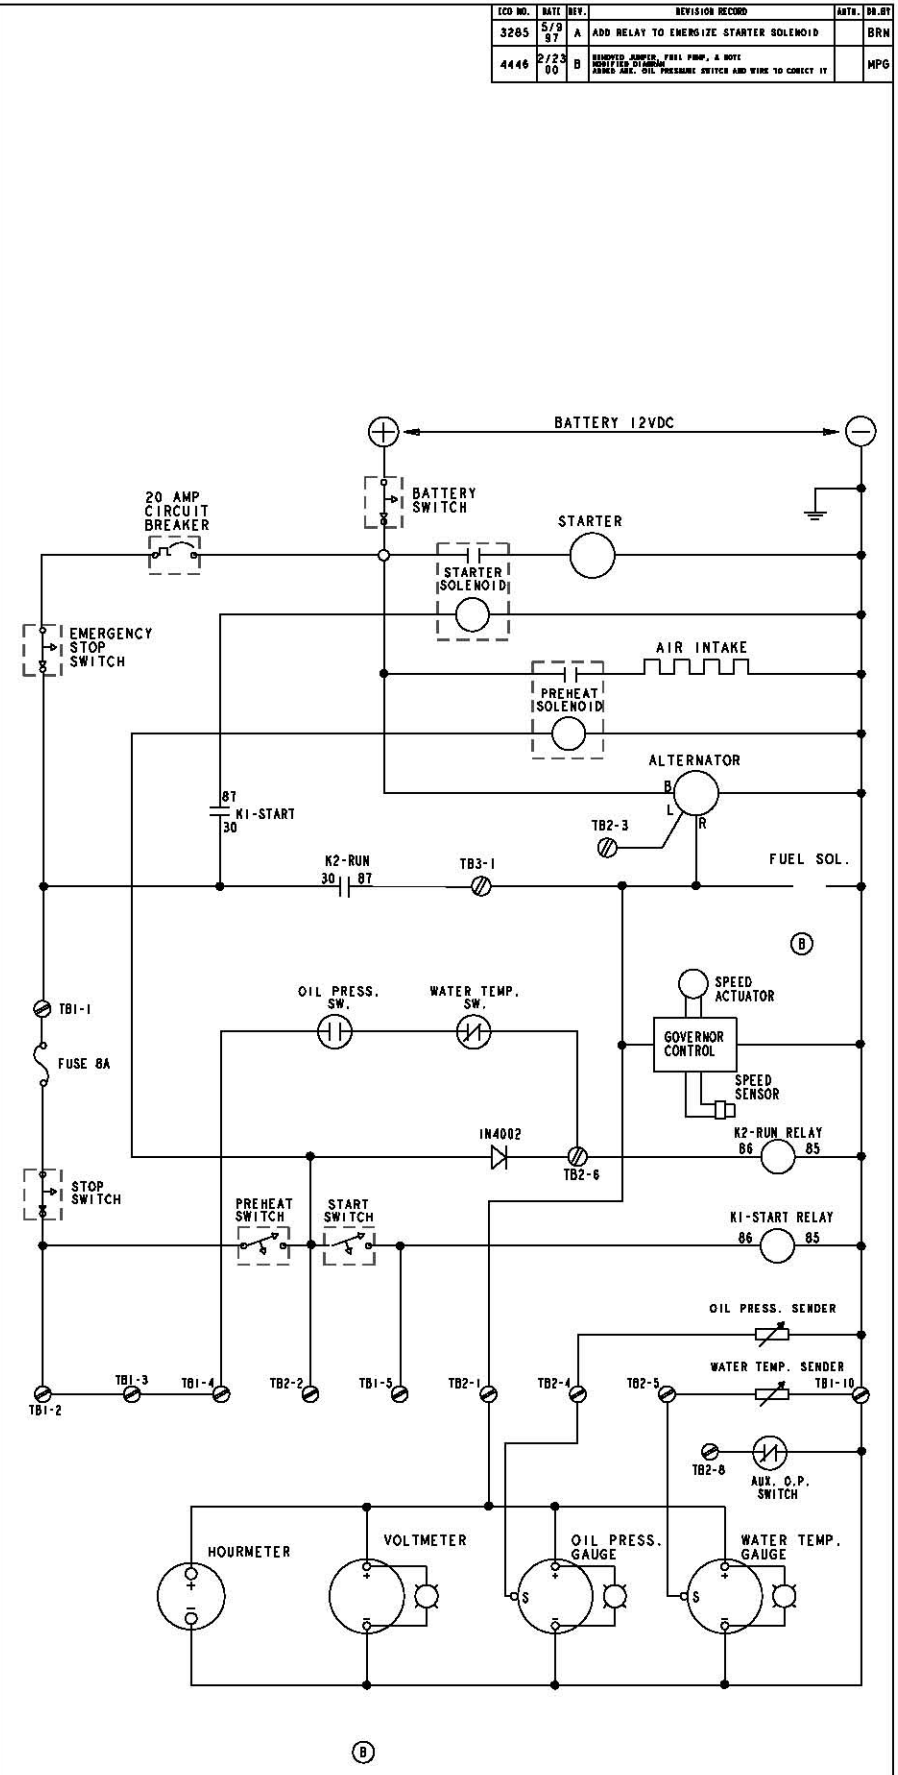 ECO NO. DATE REV. REVISION RECORD AUTH. DR.BY
3285 5/9 97 A ADD RELAY TO ENERGIZE STARTER SOLENOID BRN
4446 2/23 00 B REMOVED JUMPER, FUEL PUMP, & NOTE
MODIFIED DIAGRAM
ADDED AUX. OIL PRESSURE SWITCH AND WIRE TO CONECT IT MPG
BATTERY 12VDC
+
−
BATTERY
SWITCH
20 AMP
CIRCUIT
BREAKER
STARTER
STARTER
SOLENOID
EMERGENCY
STOP
SWITCH
AIR INTAKE
PREHEAT
SOLENOID
ALTERNATOR
B
L
R
87
K1-START
30
TB2-3
K2-RUN
30 87
TB3-1
FUEL SOL.
B
SPEED
ACTUATOR
OIL PRESS.
SW.
WATER TEMP.
SW.
TB1-1
GOVERNOR
CONTROL
FUSE 8A
SPEED
SENSOR
1N4002
K2-RUN RELAY
86 85
TB2-6
STOP
SWITCH
PREHEAT
SWITCH
START
SWITCH
K1-START RELAY
86 85
OIL PRESS. SENDER
WATER TEMP. SENDER
TB1-2
TB1-3
TB1-4
TB2-2
TB1-5
TB2-1
TB2-4
TB2-5
TB1-10
TB2-8
AUX. O.P.
SWITCH
HOURMETER
+
−
VOLTMETER
+
−
OIL PRESS.
GAUGE
+
S
−
WATER TEMP.
GAUGE
+
S
−
B